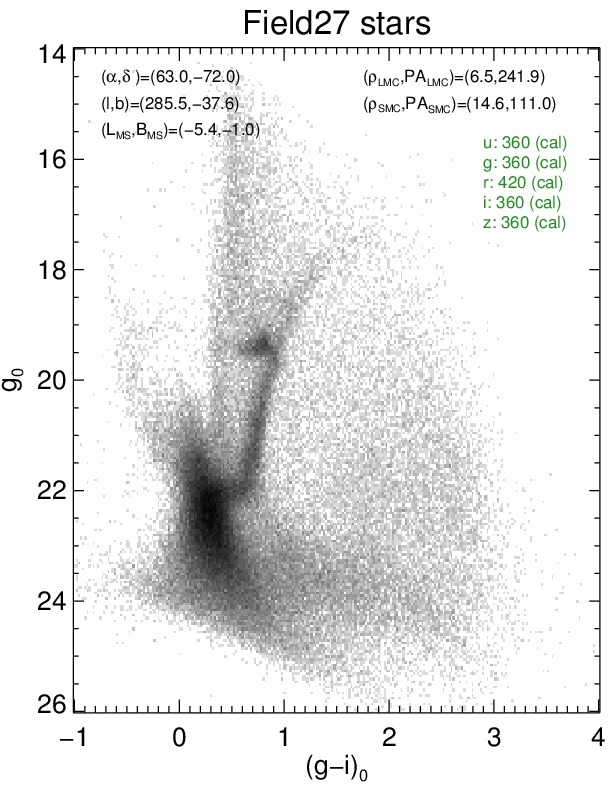 Field27 stars
(α,δ )=(63.0,−72.0)
(ρLMC,PALMC)=(6.5,241.9)
(l,b)=(285.5,−37.6)
(ρSMC,PASMC)=(14.6,111.0)
(LMS,BMS)=(−5.4,−1.0)
u: 360 (cal)
g: 360 (cal)
r: 420 (cal)
i: 360 (cal)
z: 360 (cal)
14
16
18
20
22
24
26
g0
−1 0 1 2 3 4
(g−i)0